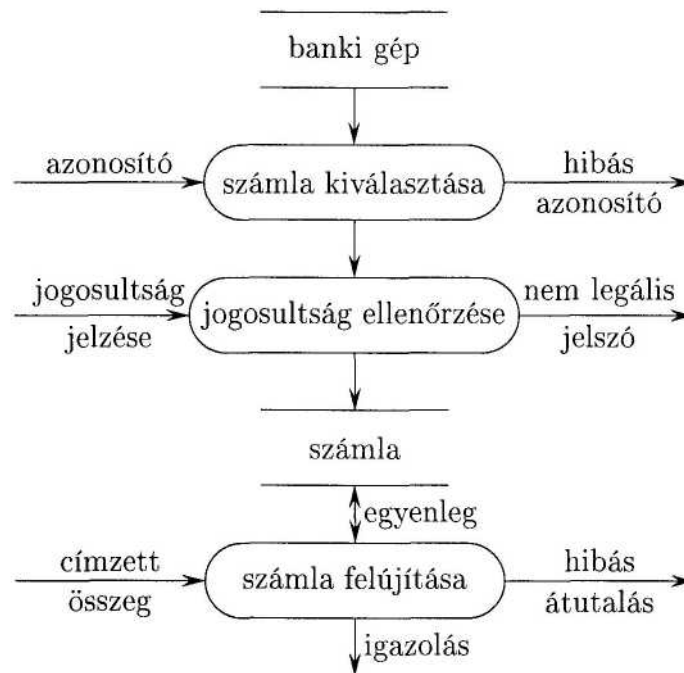 banki gép
azonosító
számla kiválasztása
hibás
azonosító
jogosultság
jelzése
jogosultság ellenőrzése
nem legális
jelszó
számla
egyenleg
címzett
összeg
számla felújítása
hibás
átutalás
igazolás